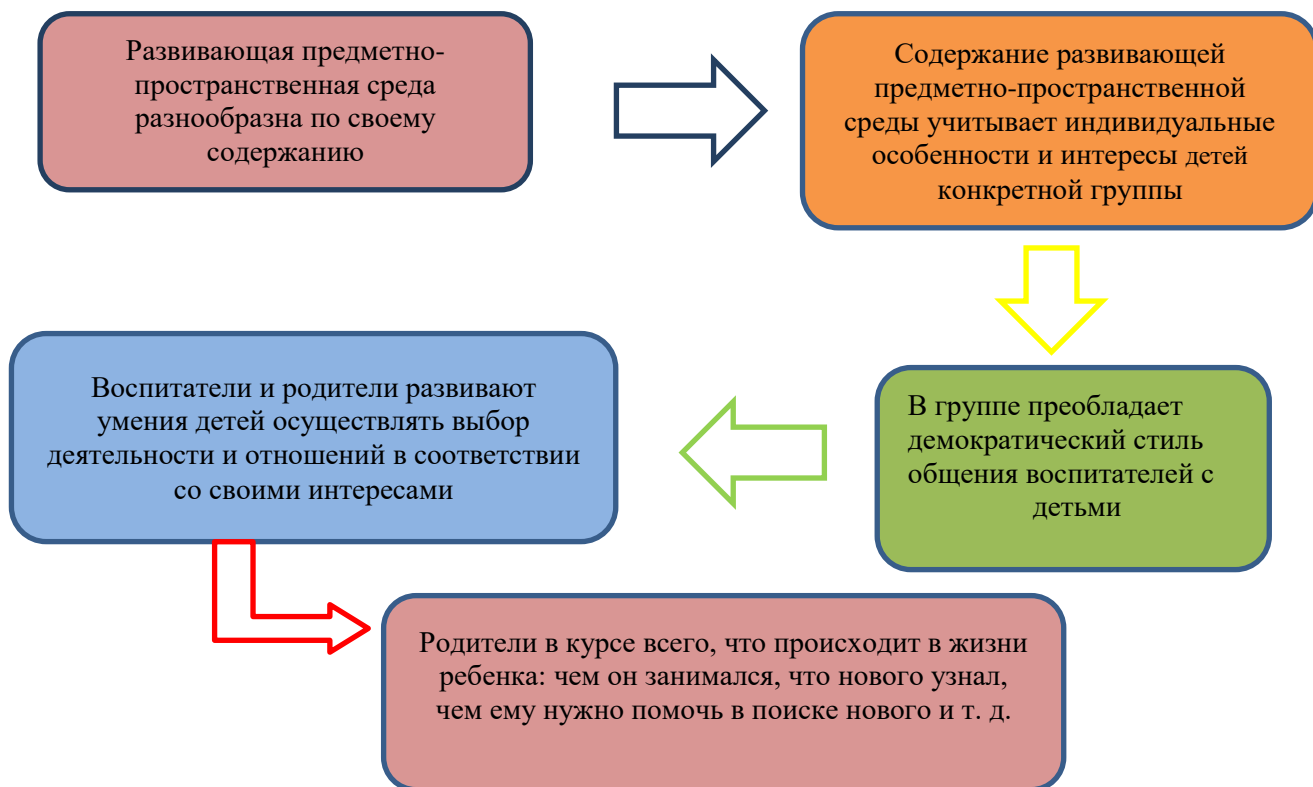 Развивающая предметно-
пространственная среда
разнообразна по своему
содержанию
Содержание развивающей
предметно-пространственной
среды учитывает индивидуальные
особенности и интересы детей
конкретной группы
В группе преобладает
демократический стиль
общения воспитателей с
детьми
Воспитатели и родители развивают
умения детей осуществлять выбор
деятельности и отношений в соответствии
со своими интересами
Родители в курсе всего, что происходит в жизни
ребенка: чем он занимался, что нового узнал,
чем ему нужно помочь в поиске нового и т. д.